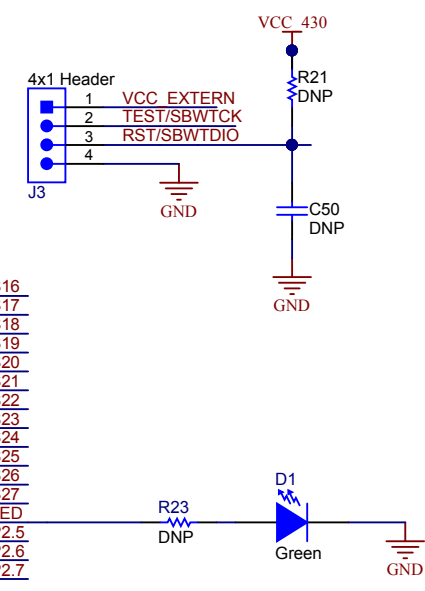 VCC_430
R21
DNP
4x1 Header
1 VCC_EXTERN
2 TEST/SBWTCK
3 RST/SBWTDIO
4
J3
GND
C50
DNP
GND
16
17
18
19
20
21
22
23
24
25
26
27
ED
2.5
2.6
2.7
R23
DNP
D1
Green
GND